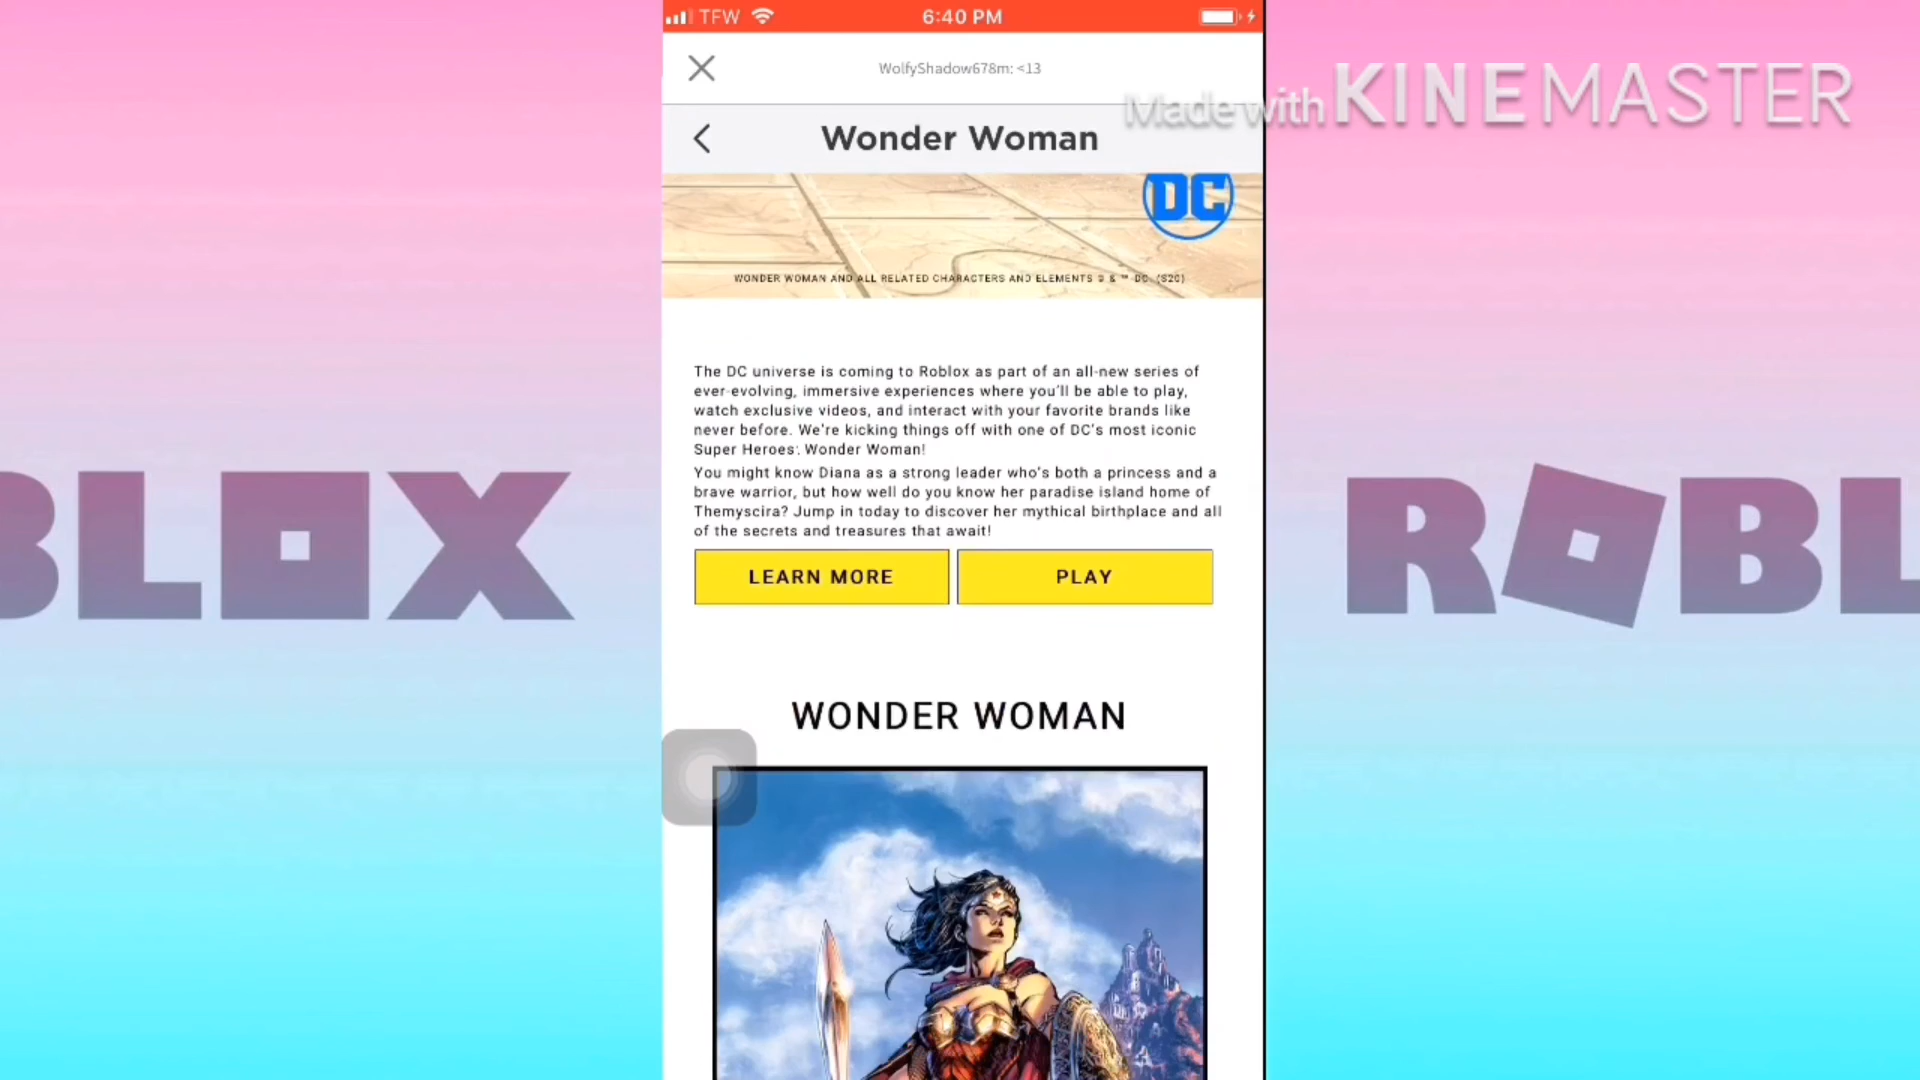 TFW
6:40 PM
WolfyShadow678m: <13
Made with KINEMASTER
Wonder Woman
DC
WONDER WOMAN AND ALL RELATED CHARACTERS AND ELEMENTS © & ™ DC. (S20)
The DC universe is coming to Roblox as part of an all-new series of
ever-evolving, immersive experiences where you'll be able to play,
watch exclusive videos, and interact with your favorite brands like
never before. We're kicking things off with one of DC's most iconic
Super Heroes: Wonder Woman!
You might know Diana as a strong leader who's both a princess and a
brave warrior, but how well do you know her paradise island home of
Themyscira? Jump in today to discover her mythical birthplace and all
of the secrets and treasures that await!
LEARN MORE
PLAY
BLOX
ROBL
WONDER WOMAN